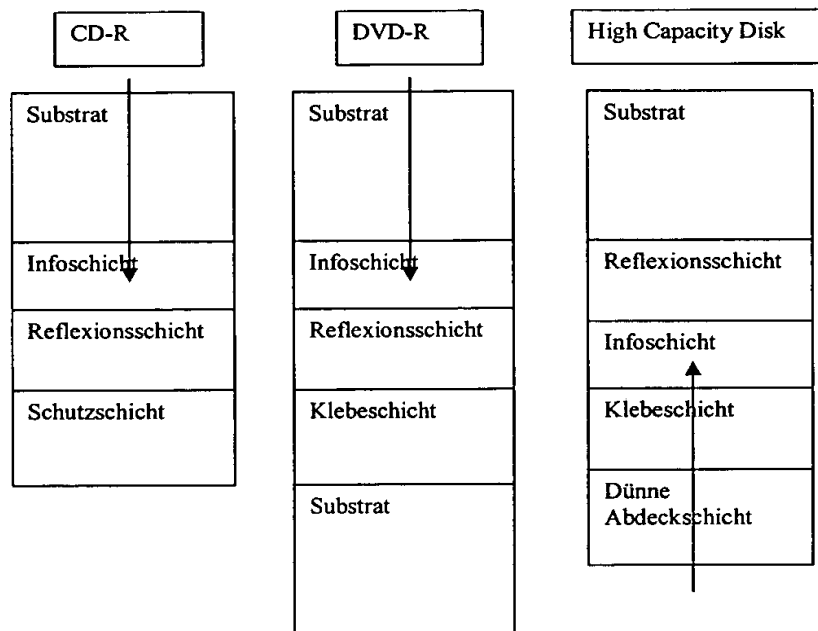 CD-R
DVD-R
High Capacity Disk
Substrat
Infoschicht
Reflexionsschicht
Schutzschicht
Substrat
Infoschicht
Reflexionsschicht
Klebeschicht
Substrat
Substrat
Reflexionsschicht
Infoschicht
Klebeschicht
Dünne
Abdeckschicht